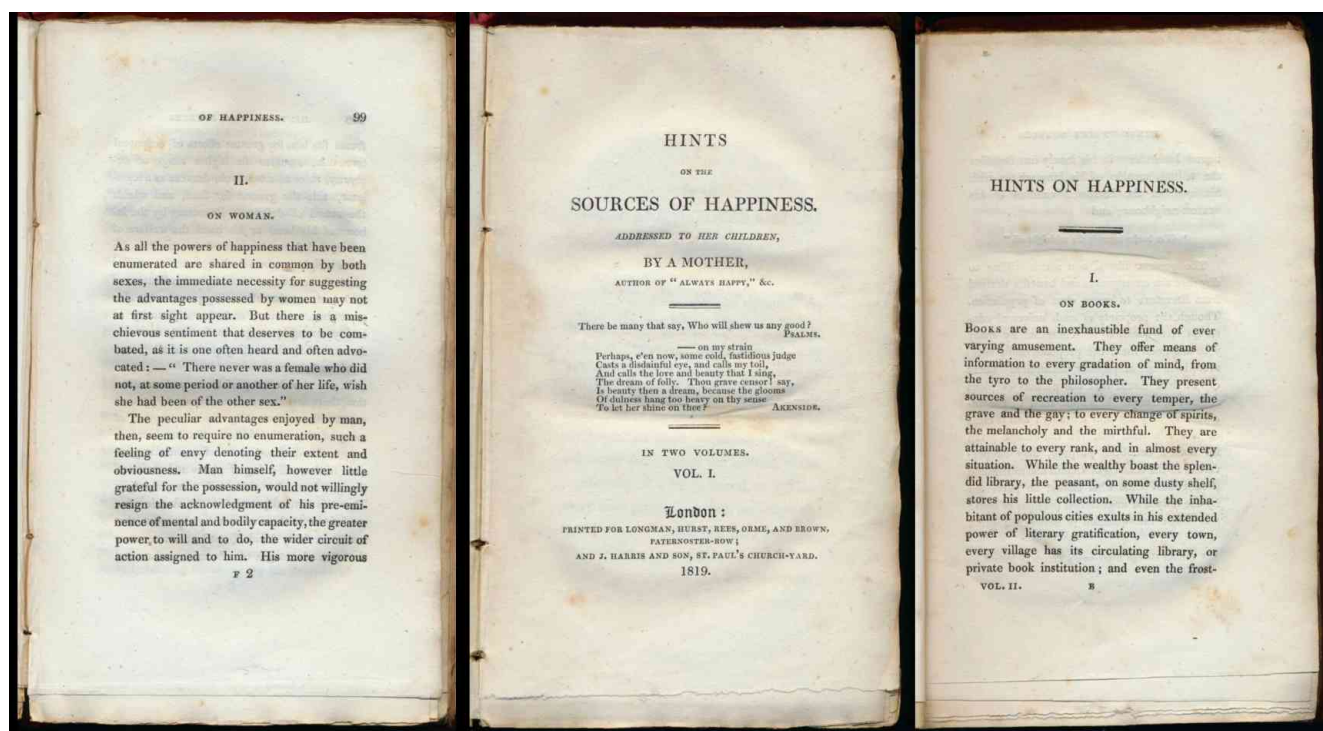 OF HAPPINESS. 99
II.
ON WOMAN.
As all the powers of happiness that have been
enumerated are shared in common by both
sexes, the immediate necessity for suggesting
the advantages possessed by women may not
at first sight appear. But there is a mis-
chievous sentiment that deserves to be com-
bated, as it is one often heard and often advo-
cated : — “ There never was a female who did
not, at some period or another of her life, wish
she had been of the other sex.”
The peculiar advantages enjoyed by man,
then, seem to require no enumeration, such a
feeling of envy denoting their extent and
obviousness. Man himself, however little
grateful for the possession, would not willingly
resign the acknowledgment of his pre-emi-
nence of mental and bodily capacity, the greater
power to will and to do, the wider circuit of
action assigned to him. His more vigorous
F 2
HINTS
ON THE
SOURCES OF HAPPINESS.
ADDRESSED TO HER CHILDREN,
BY A MOTHER,
AUTHOR OF “ ALWAYS HAPPY,” &c.
There be many that say, Who will shew us any good ?
PSALMS.
—— on my strain
Perhaps, e'en now, some cold, fastidious judge
Casts a disdainful eye, and calls my toil,
And calls the love and beauty that I sing,
The dream of folly. Thou grave censor! say,
Is beauty then a dream, because the glooms
Of dulness hang too heavy on thy sense
To let her shine on thee? AKENSIDE.
IN TWO VOLUMES.
VOL. I.
London :
PRINTED FOR LONGMAN, HURST, REES, ORME, AND BROWN,
PATERNOSTER-ROW ;
AND J. HARRIS AND SON, ST. PAUL'S CHURCH-YARD.
1819.
HINTS ON HAPPINESS.
I.
ON BOOKS.
BOOKS are an inexhaustible fund of ever
varying amusement. They offer means of
information to every gradation of mind, from
the tyro to the philosopher. They present
sources of recreation to every temper, the
grave and the gay; to every change of spirits,
the melancholy and the mirthful. They are
attainable to every rank, and in almost every
situation. While the wealthy boast the splen-
did library, the peasant, on some dusty shelf,
stores his little collection. While the inha-
bitant of populous cities exults in his extended
power of literary gratification, every town,
every village has its circulating library, or
private book institution ; and even the frost-
VOL. II. B